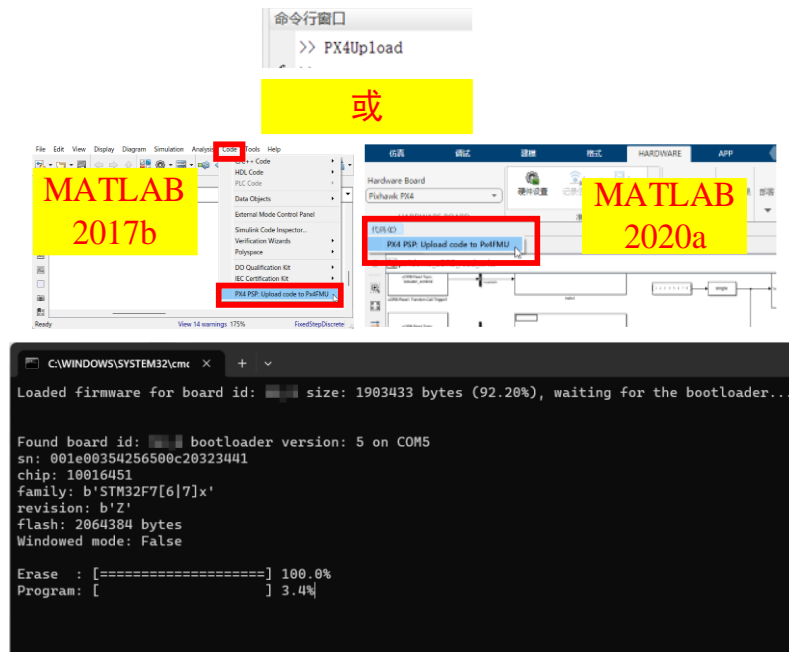 命令行窗口
>> PX4Upload
或
File Edit View Display Diagram Simulation Analysis Code Tools Help
C/C++ Code
HDL Code
PLC Code
Data Objects
External Mode Control Panel
Simulink Code Inspector...
Verification Wizards
Polyspace
DO Qualification Kit
IEC Certification Kit
PX4 PSP: Upload code to Px4FMU
MATLAB
2017b
Ready View 14 warnings 175% FixedStepDiscrete
仿真 调试 建模 格式 HARDWARE APP
Hardware Board
Pixhawk PX4
硬件设置
代码(C)
PX4 PSP: Upload code to Px4FMU
MATLAB
2020a
C:\WINDOWS\SYSTEM32\cmc × +
Loaded firmware for board id: size: 1903433 bytes (92.20%), waiting for the bootloader...
Found board id: bootloader version: 5 on COM5
sn: 001e00354256500c20323441
chip: 10016451
family: b'STM32F7[6|7]x'
revision: b'Z'
flash: 2064384 bytes
Windowed mode: False
Erase : [====================] 100.0%
Program: [ ] 3.4%